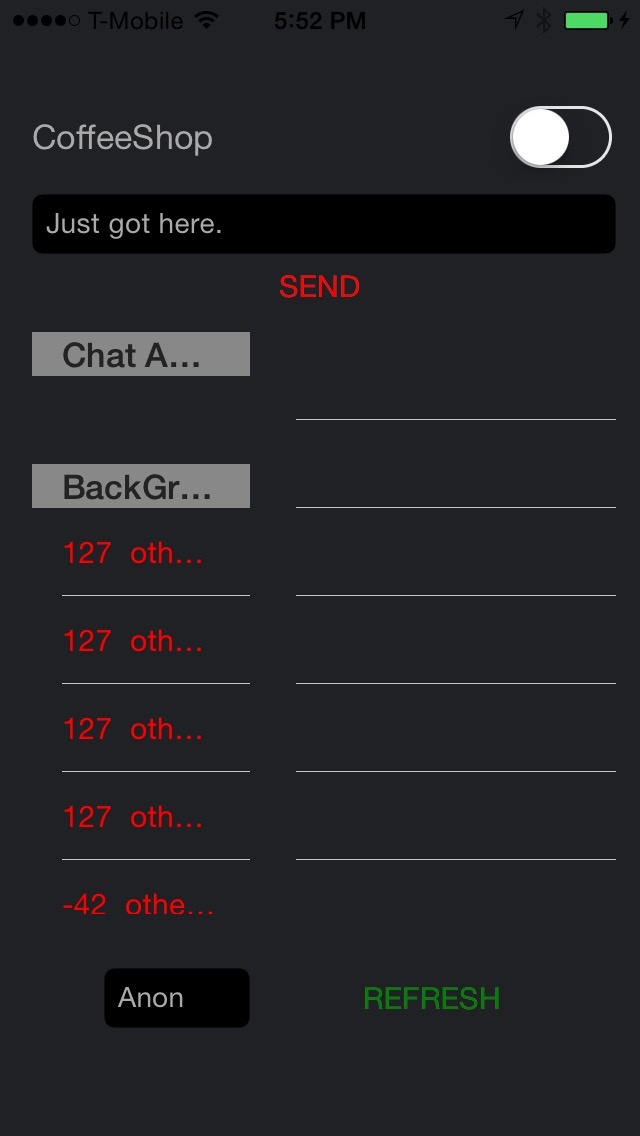 T-Mobile 5:52 PM
CoffeeShop
Just got here.
SEND
Chat A...
BackGr...
127 oth...
127 oth...
127 oth...
127 oth...
-42 othe...
Anon REFRESH